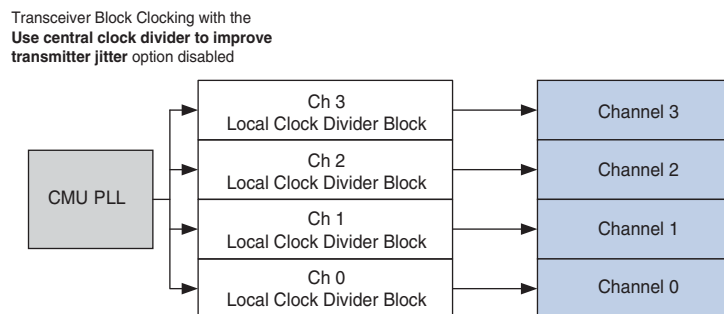 Transceiver Block Clocking with the
Use central clock divider to improve
transmitter jitter option disabled
CMU PLL
Ch 3
Local Clock Divider Block
Channel 3
Ch 2
Local Clock Divider Block
Channel 2
Ch 1
Local Clock Divider Block
Channel 1
Ch 0
Local Clock Divider Block
Channel 0